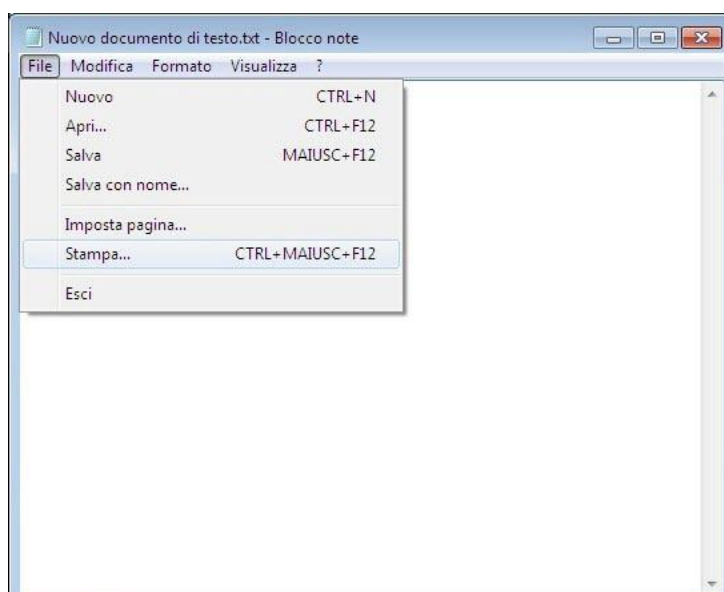 Nuovo documento di testo.txt - Blocco note
File Modifica Formato Visualizza ?
Nuovo CTRL+N
Apri... CTRL+F12
Salva MAIUSC+F12
Salva con nome...
Imposta pagina...
Stampa... CTRL+MAIUSC+F12
Esci